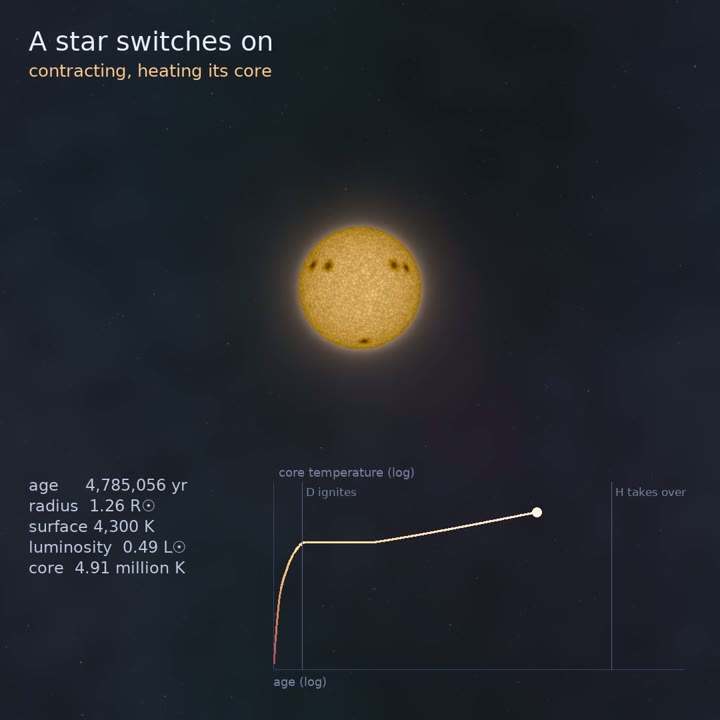 A star switches on
contracting, heating its core
core temperature (log)
D ignites
H takes over
age 4,785,056 yr
radius 1.26 R☉
surface 4,300 K
luminosity 0.49 L☉
core 4.91 million K
age (log)